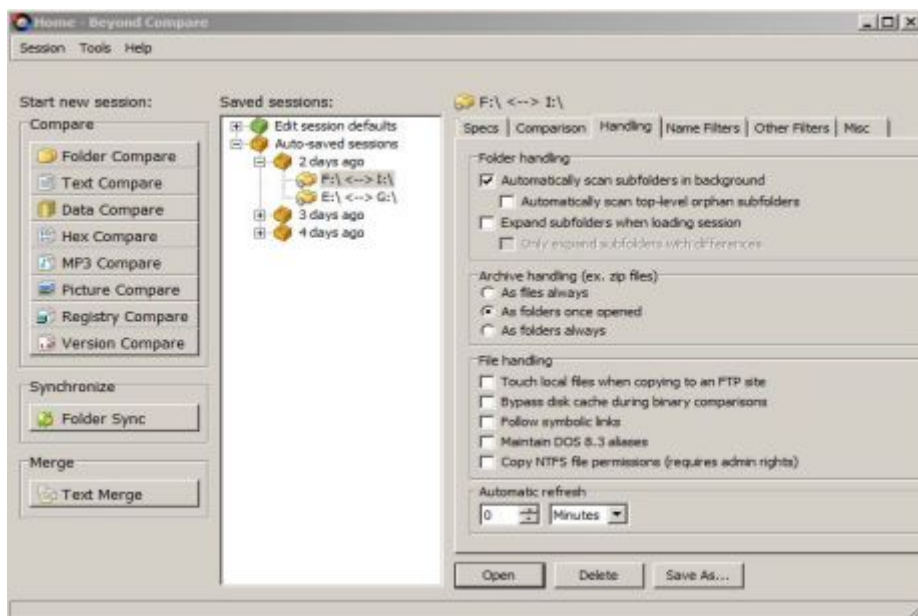 Home - Beyond Compare
Session Tools Help
Start new session:
Compare
Folder Compare
Text Compare
Data Compare
Hex Compare
MP3 Compare
Picture Compare
Registry Compare
Version Compare
Synchronize
Folder Sync
Merge
Text Merge
Saved sessions:
Edit session defaults
Auto-saved sessions
2 days ago
F:\ <--> I:\
E:\ <--> G:\
3 days ago
4 days ago
F:\ <--> I:\
Specs Comparison Handling Name Filters Other Filters Misc
Folder handling
Automatically scan subfolders in background
Automatically scan top-level orphan subfolders
Expand subfolders when loading session
Only expand subfolders with differences
Archive handling (ex. zip files)
As files always
As folders once opened
As folders always
File handling
Touch local files when copying to an FTP site
Bypass disk cache during binary comparisons
Follow symbolic links
Maintain DOS 8.3 aliases
Copy NTFS file permissions (requires admin rights)
Automatic refresh
0 Minutes
Open Delete Save As...